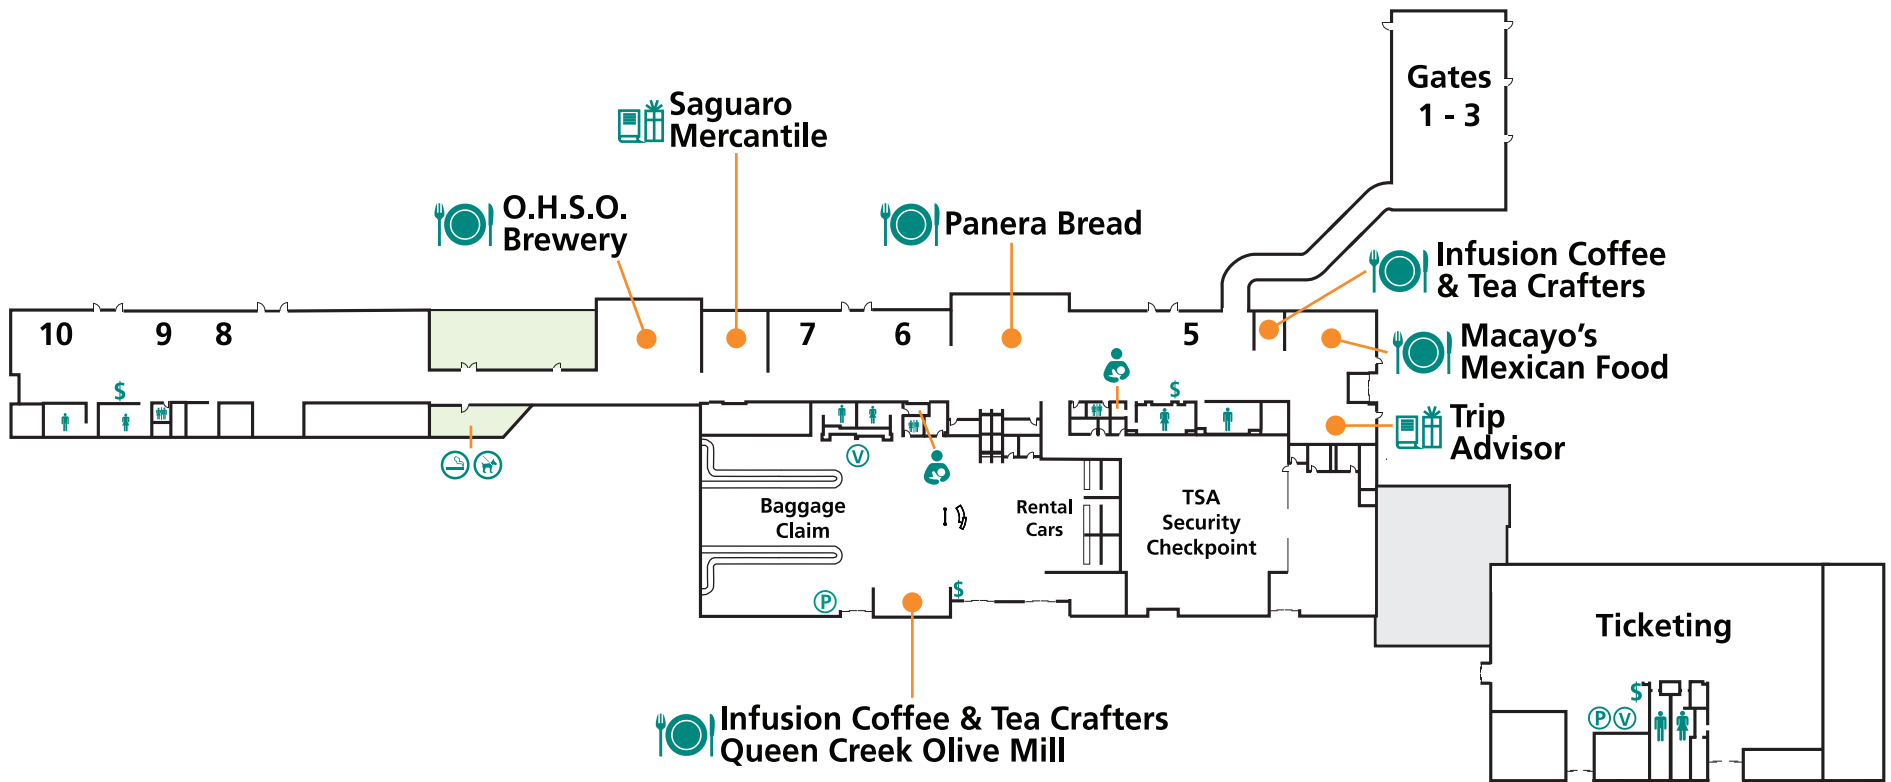 Gates
1 - 3
Saguaro
Mercantile
O.H.S.O.
Brewery
Panera Bread
Infusion Coffee
& Tea Crafters
10
9
8
7
6
5
Macayo's
Mexican Food
$
$
Trip
Advisor
V
Baggage
Claim
Rental
Cars
TSA
Security
Checkpoint
P
$
Ticketing
$
P
V
Infusion Coffee & Tea Crafters
Queen Creek Olive Mill